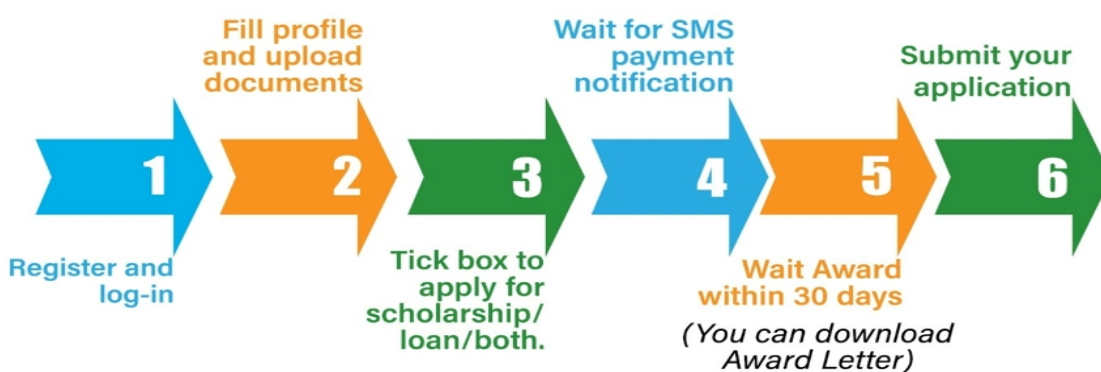 1
Register and
log-in
2
Fill profile
and upload
documents
3
Tick box to
apply for
scholarship/
loan/both.
4
Wait for SMS
payment
notification
5
Wait Award
within 30 days
(You can download
Award Letter)
6
Submit your
application